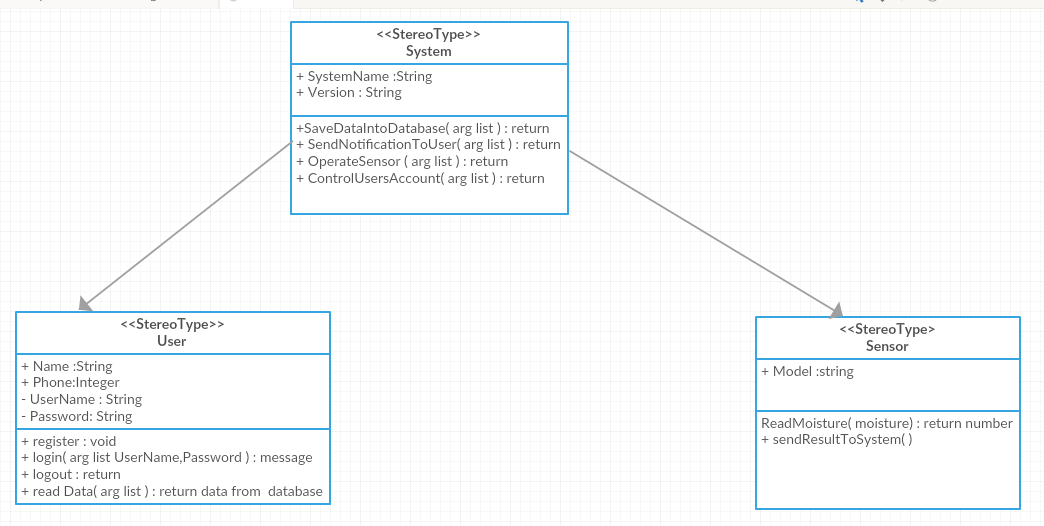 <<StereoType>>
System
+ SystemName :String
+ Version : String
+SaveDataIntoDatabase( arg list ) : return
+ SendNotificationToUser( arg list ) : return
+ OperateSensor ( arg list ) : return
+ ControlUsersAccount( arg list ) : return
<<StereoType>>
User
+ Name :String
+ Phone:Integer
- UserName : String
- Password: String
+ register : void
+ login( arg list UserName,Password ) : message
+ logout : return
+ read Data( arg list ) : return data from  database
<<StereoType>
Sensor
+ Model :string
ReadMoisture( moisture) : return number
+ sendResultToSystem( )